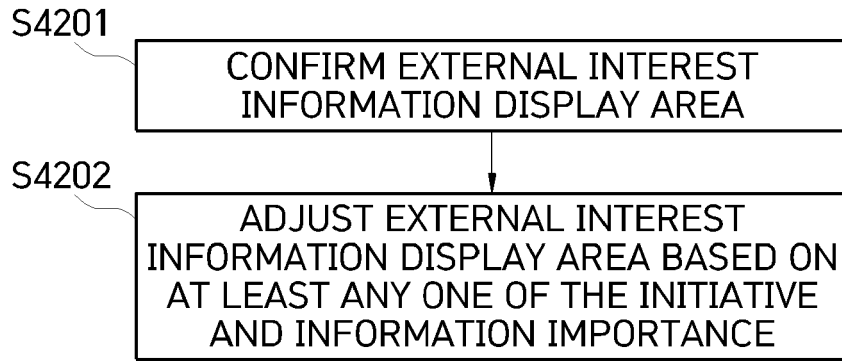 S4201
CONFIRM EXTERNAL INTEREST
INFORMATION DISPLAY AREA
S4202
ADJUST EXTERNAL INTEREST
INFORMATION DISPLAY AREA BASED ON
AT LEAST ANY ONE OF THE INITIATIVE
AND INFORMATION IMPORTANCE